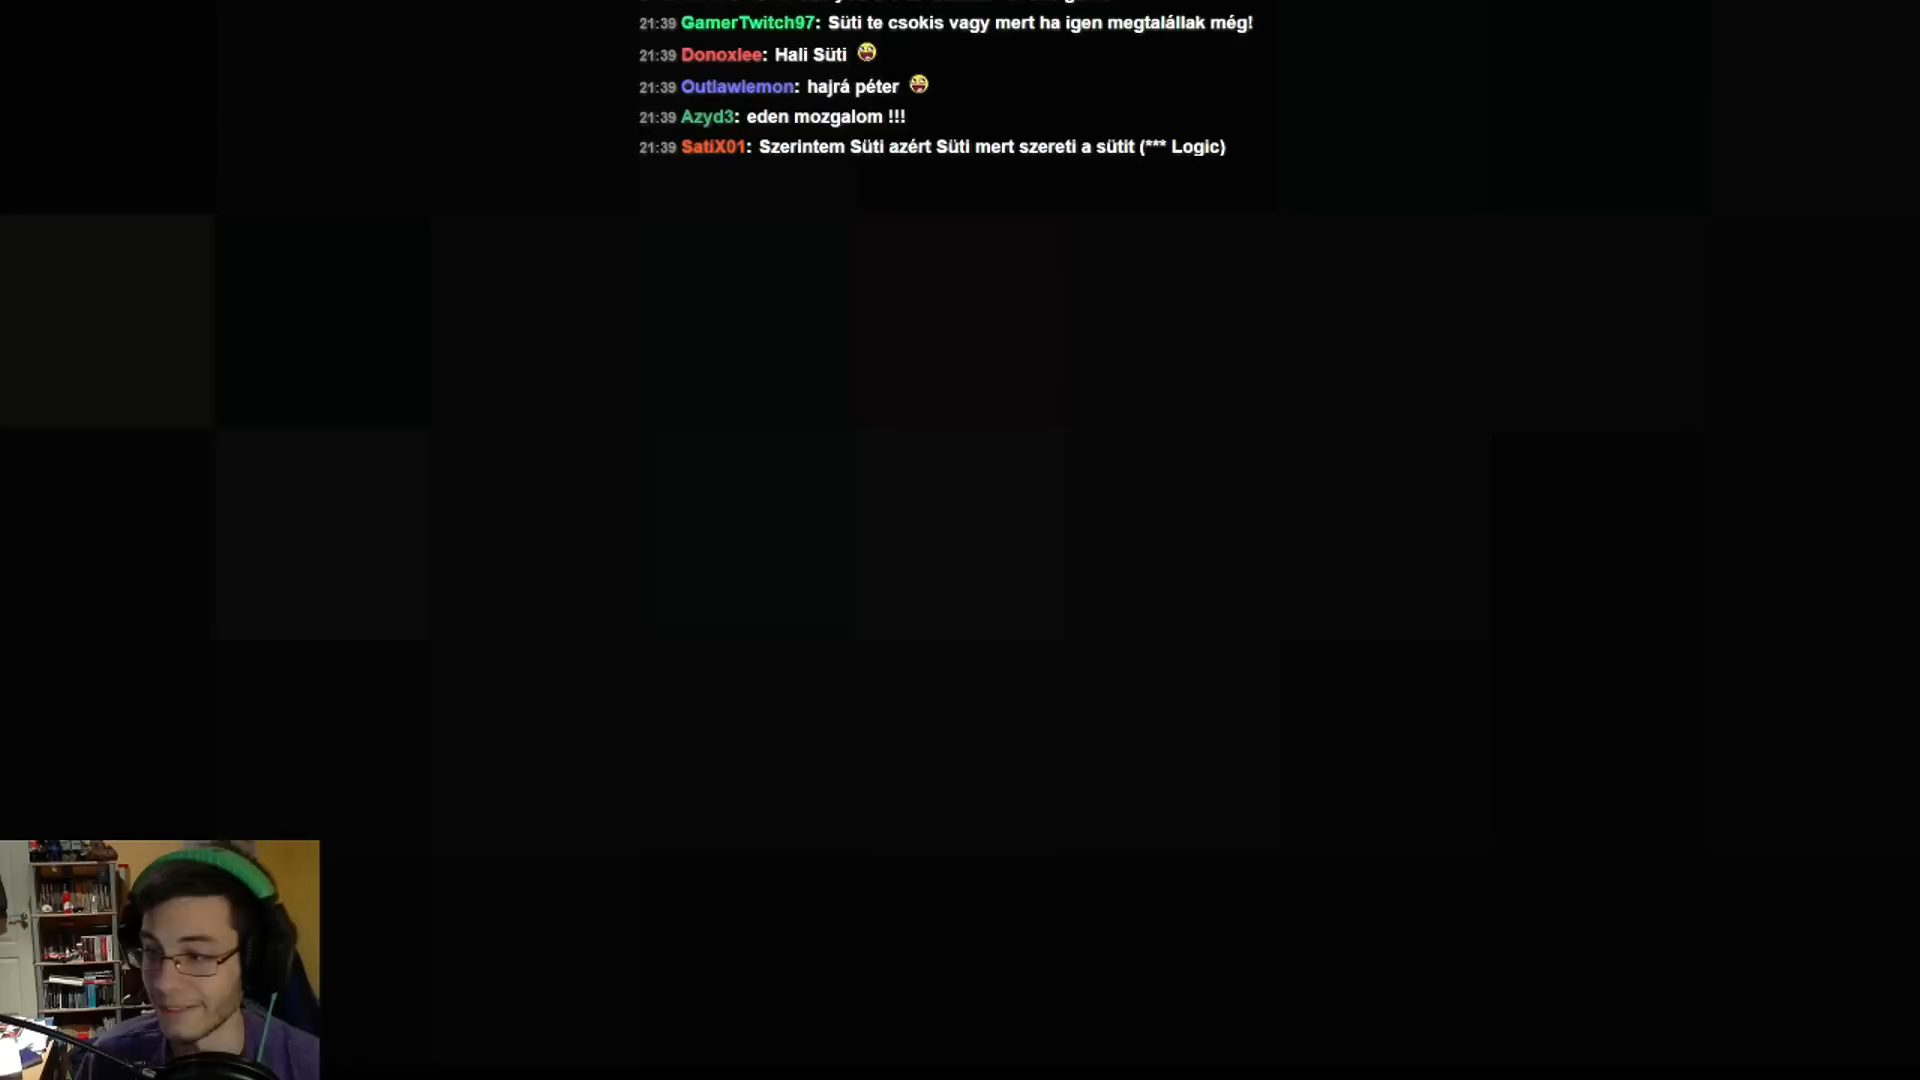 21:39 GamerTwitch97: Süti te csokis vagy mert ha igen megtalállak még!
21:39 Donoxlee: Hali Süti
21:39 Outlawlemon: hajrá péter
21:39 Azyd3: eden mozgalom !!!
21:39 SatiX01: Szerintem Süti azért Süti mert szereti a sütit (*** Logic)